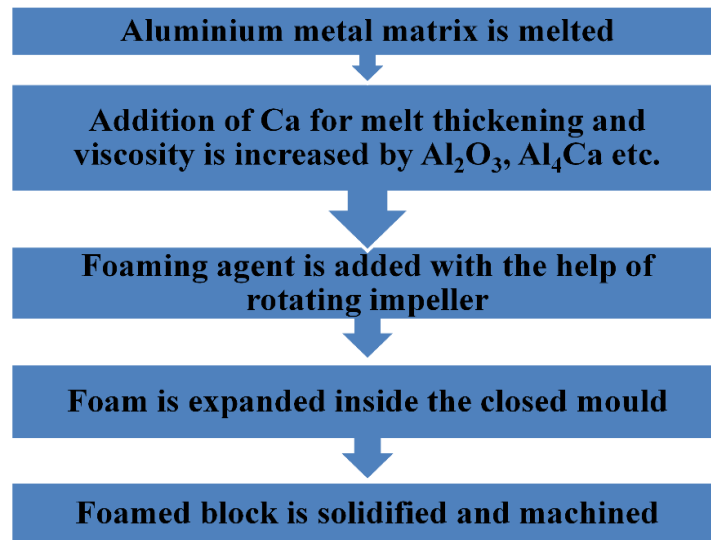 Aluminium metal matrix is melted
Addition of Ca for melt thickening and
viscosity is increased by Al₂O₃, Al₄Ca etc.
Foaming agent is added with the help of
rotating impeller
Foam is expanded inside the closed mould
Foamed block is solidified and machined